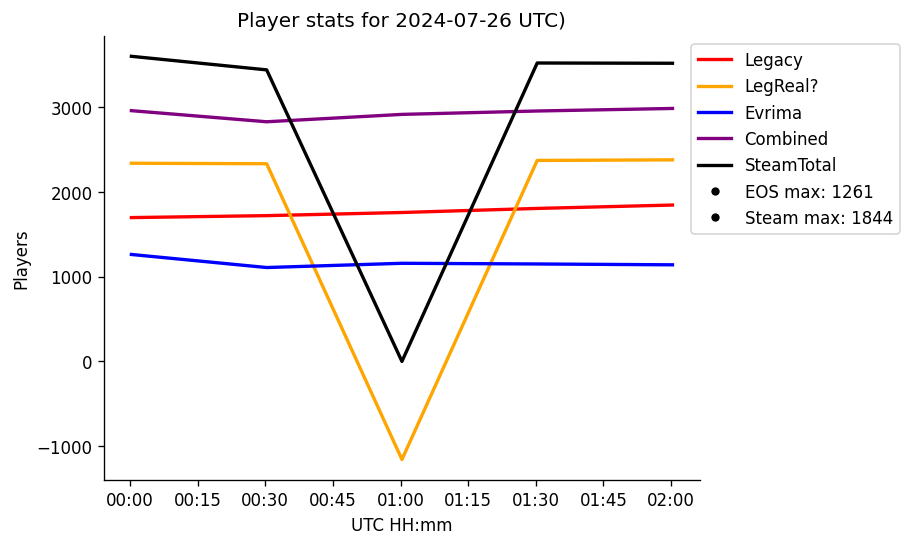 Player stats for 2024-07-26 UTC)
Legacy
LegReal?
Evrima
Combined
SteamTotal
EOS max: 1261
Steam max: 1844
Players
3000
2000
1000
0
−1000
00:00 00:15 00:30 00:45 01:00 01:15 01:30 01:45 02:00
UTC HH:mm